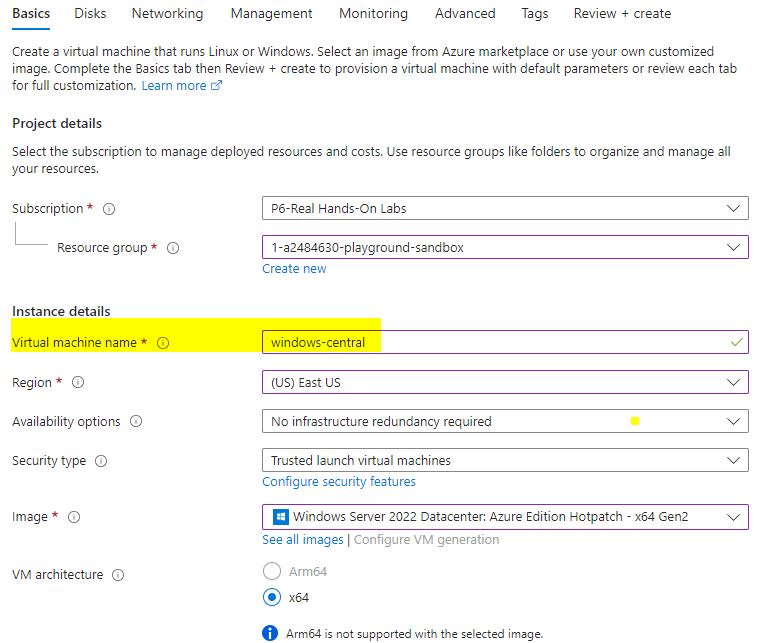 Basics Disks Networking Management Monitoring Advanced Tags Review + create
Create a virtual machine that runs Linux or Windows. Select an image from Azure marketplace or use your own customized
image. Complete the Basics tab then Review + create to provision a virtual machine with default parameters or review each tab
for full customization. Learn more
Project details
Select the subscription to manage deployed resources and costs. Use resource groups like folders to organize and manage all
your resources.
Subscription * P6-Real Hands-On Labs
Resource group * 1-a2484630-playground-sandbox
Create new
Instance details
Virtual machine name * windows-central
Region * (US) East US
Availability options No infrastructure redundancy required
Security type Trusted launch virtual machines
Configure security features
Image * Windows Server 2022 Datacenter: Azure Edition Hotpatch - x64 Gen2
See all images | Configure VM generation
VM architecture Arm64
x64
Arm64 is not supported with the selected image.